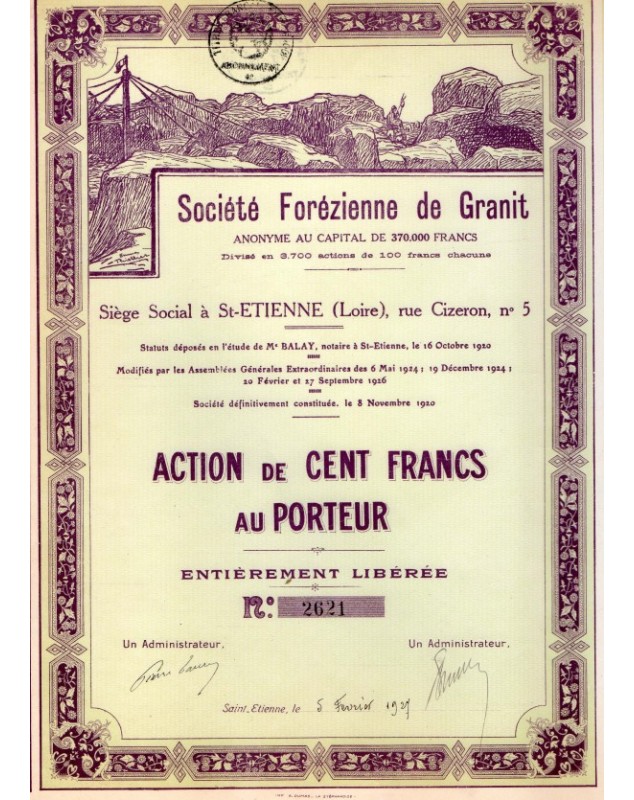 ABONNEMENT
Société Forézienne de Granit
ANONYME AU CAPITAL DE 370.000 FRANCS
Divisé en 3.700 actions de 100 francs chacune
Siège Social à St-ETIENNE (Loire), rue Cizeron, nº 5
Statuts déposés en l'étude de Mᵉ BALAY, notaire à St-Etienne, le 16 Octobre 1920
Modifiés par les Assemblées Générales Extraordinaires des 6 Mai 1924 ; 19 Décembre 1924 ;
20 Février et 27 Septembre 1926
Société définitivement constituée, le 8 Novembre 1920
ACTION DE CENT FRANCS
AU PORTEUR
ENTIÈREMENT LIBÉRÉE
Nº: 2621
Un Administrateur, Un Administrateur,
Saint, Etienne, le 5 Février 1927